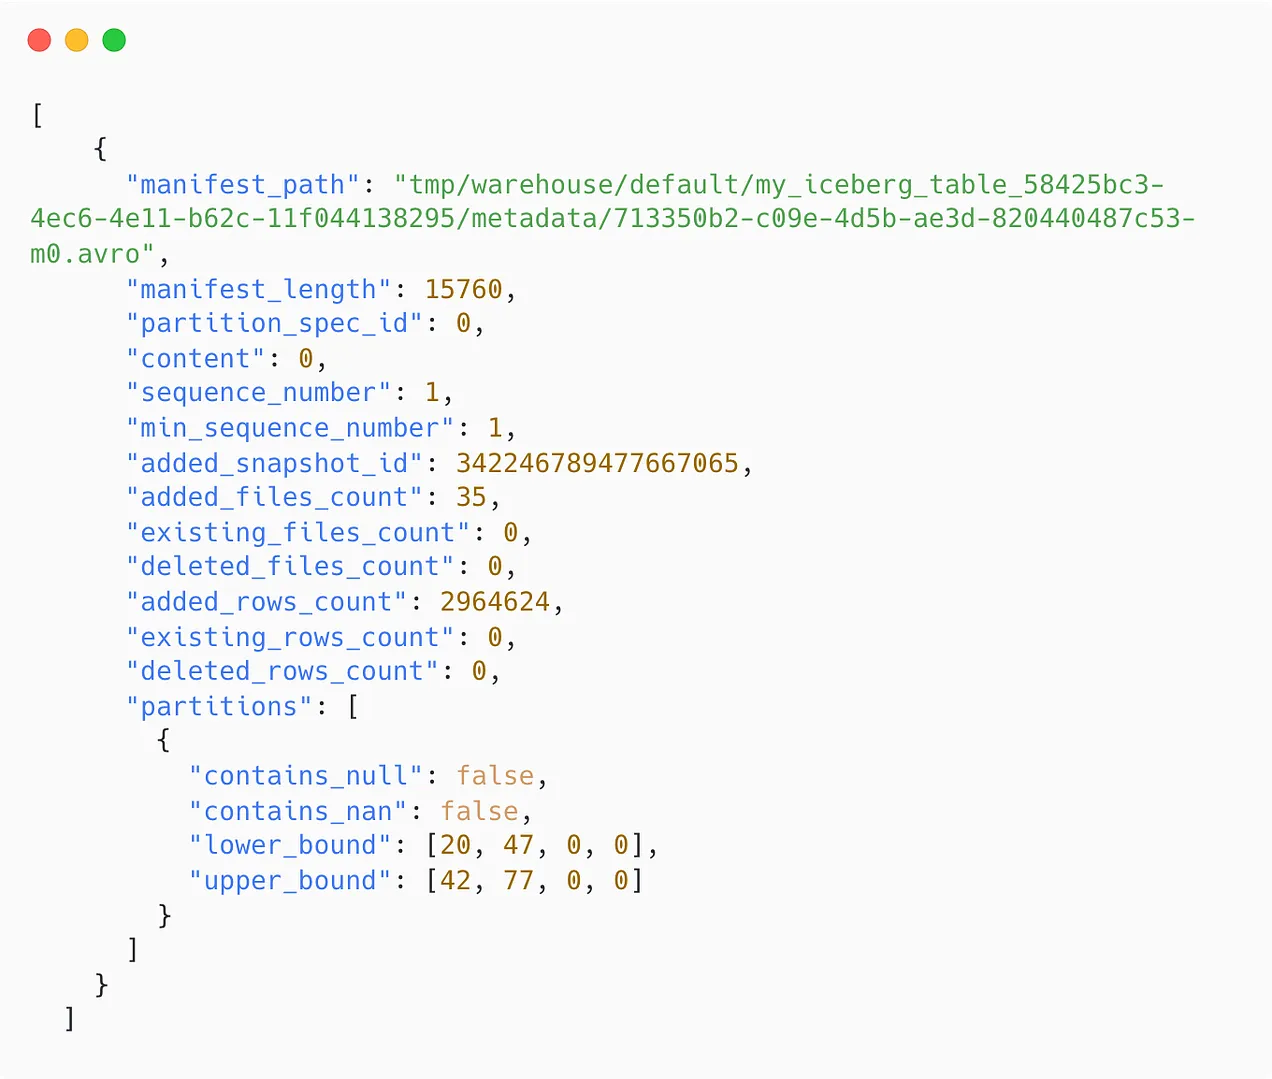 [
    {
      "manifest_path": "tmp/warehouse/default/my_iceberg_table_58425bc3-
4ec6-4e11-b62c-11f044138295/metadata/713350b2-c09e-4d5b-ae3d-820440487c53-
m0.avro",
      "manifest_length": 15760,
      "partition_spec_id": 0,
      "content": 0,
      "sequence_number": 1,
      "min_sequence_number": 1,
      "added_snapshot_id": 342246789477667065,
      "added_files_count": 35,
      "existing_files_count": 0,
      "deleted_files_count": 0,
      "added_rows_count": 2964624,
      "existing_rows_count": 0,
      "deleted_rows_count": 0,
      "partitions": [
        {
          "contains_null": false,
          "contains_nan": false,
          "lower_bound": [20, 47, 0, 0],
          "upper_bound": [42, 77, 0, 0]
        }
      ]
    }
  ]